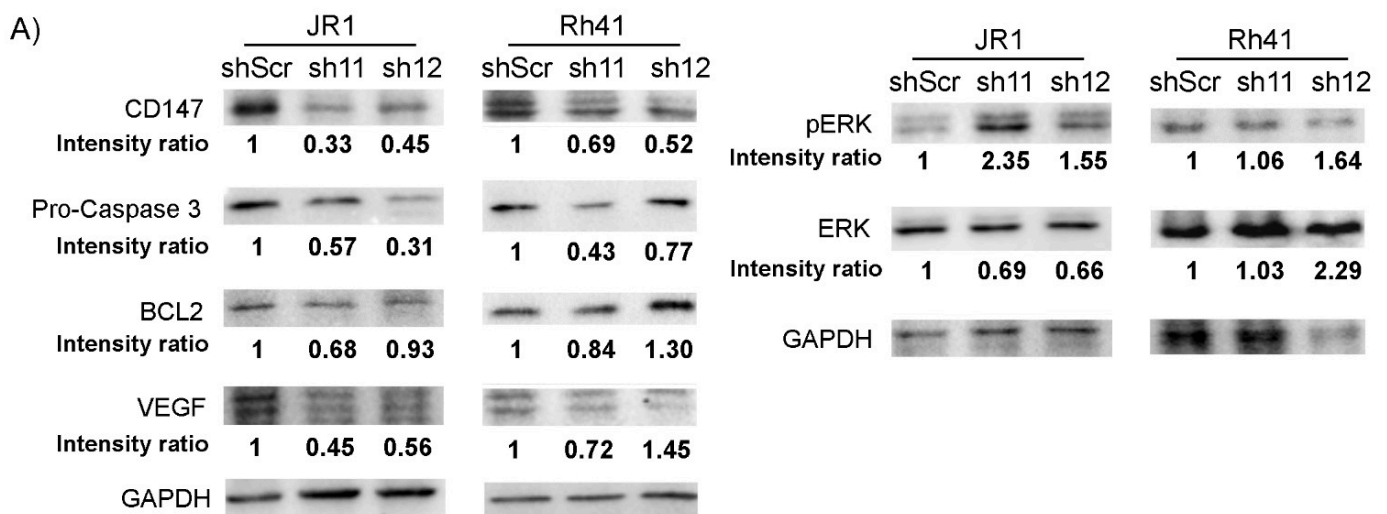 A)
JR1 Rh41
shScr sh11 sh12 shScr sh11 sh12
CD147
Intensity ratio 1 0.33 0.45 1 0.69 0.52
Pro-Caspase 3
Intensity ratio 1 0.57 0.31 1 0.43 0.77
BCL2
Intensity ratio 1 0.68 0.93 1 0.84 1.30
VEGF
Intensity ratio 1 0.45 0.56 1 0.72 1.45
GAPDH
JR1 Rh41
shScr sh11 sh12 shScr sh11 sh12
pERK
Intensity ratio 1 2.35 1.55 1 1.06 1.64
ERK
Intensity ratio 1 0.69 0.66 1 1.03 2.29
GAPDH